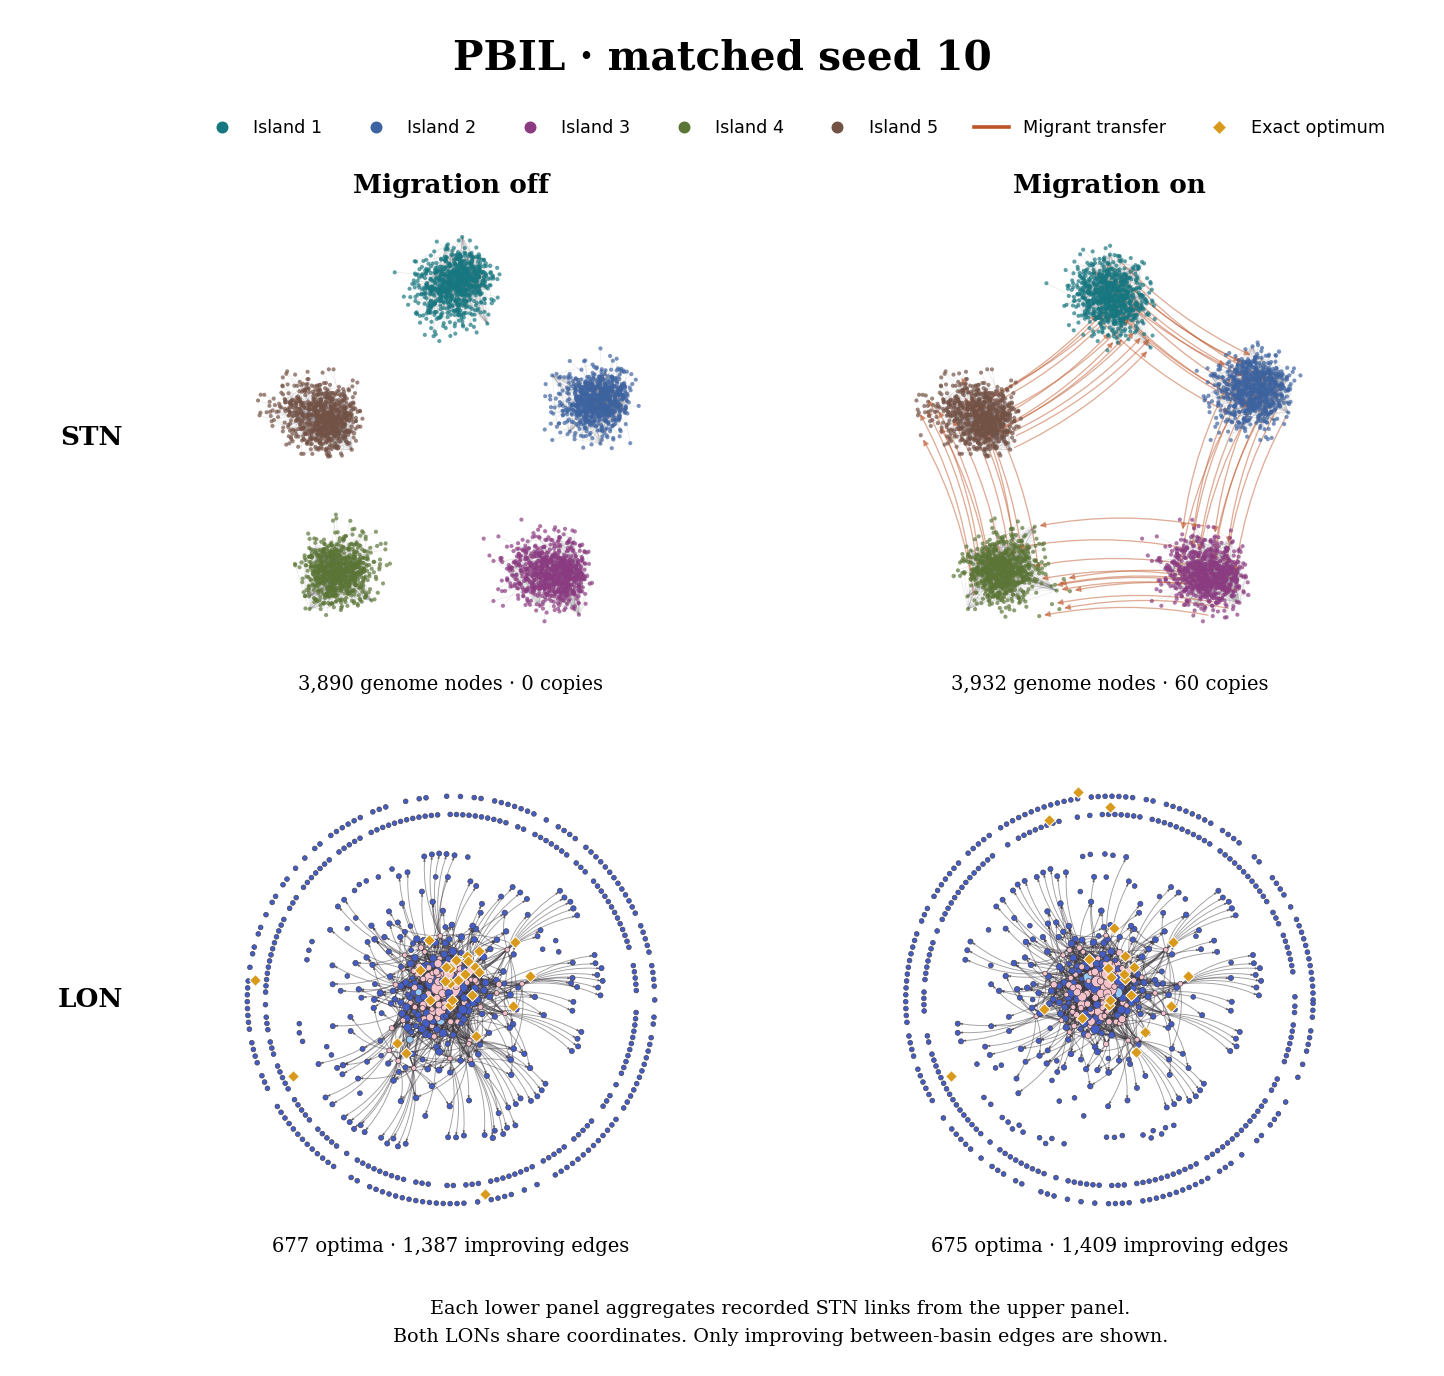 PBIL · matched seed 10
Island 1 Island 2 Island 3 Island 4 Island 5 Migrant transfer Exact optimum
Migration off Migration on
STN
3,890 genome nodes · 0 copies 3,932 genome nodes · 60 copies
LON
677 optima · 1,387 improving edges 675 optima · 1,409 improving edges
Each lower panel aggregates recorded STN links from the upper panel.
Both LONs share coordinates. Only improving between-basin edges are shown.